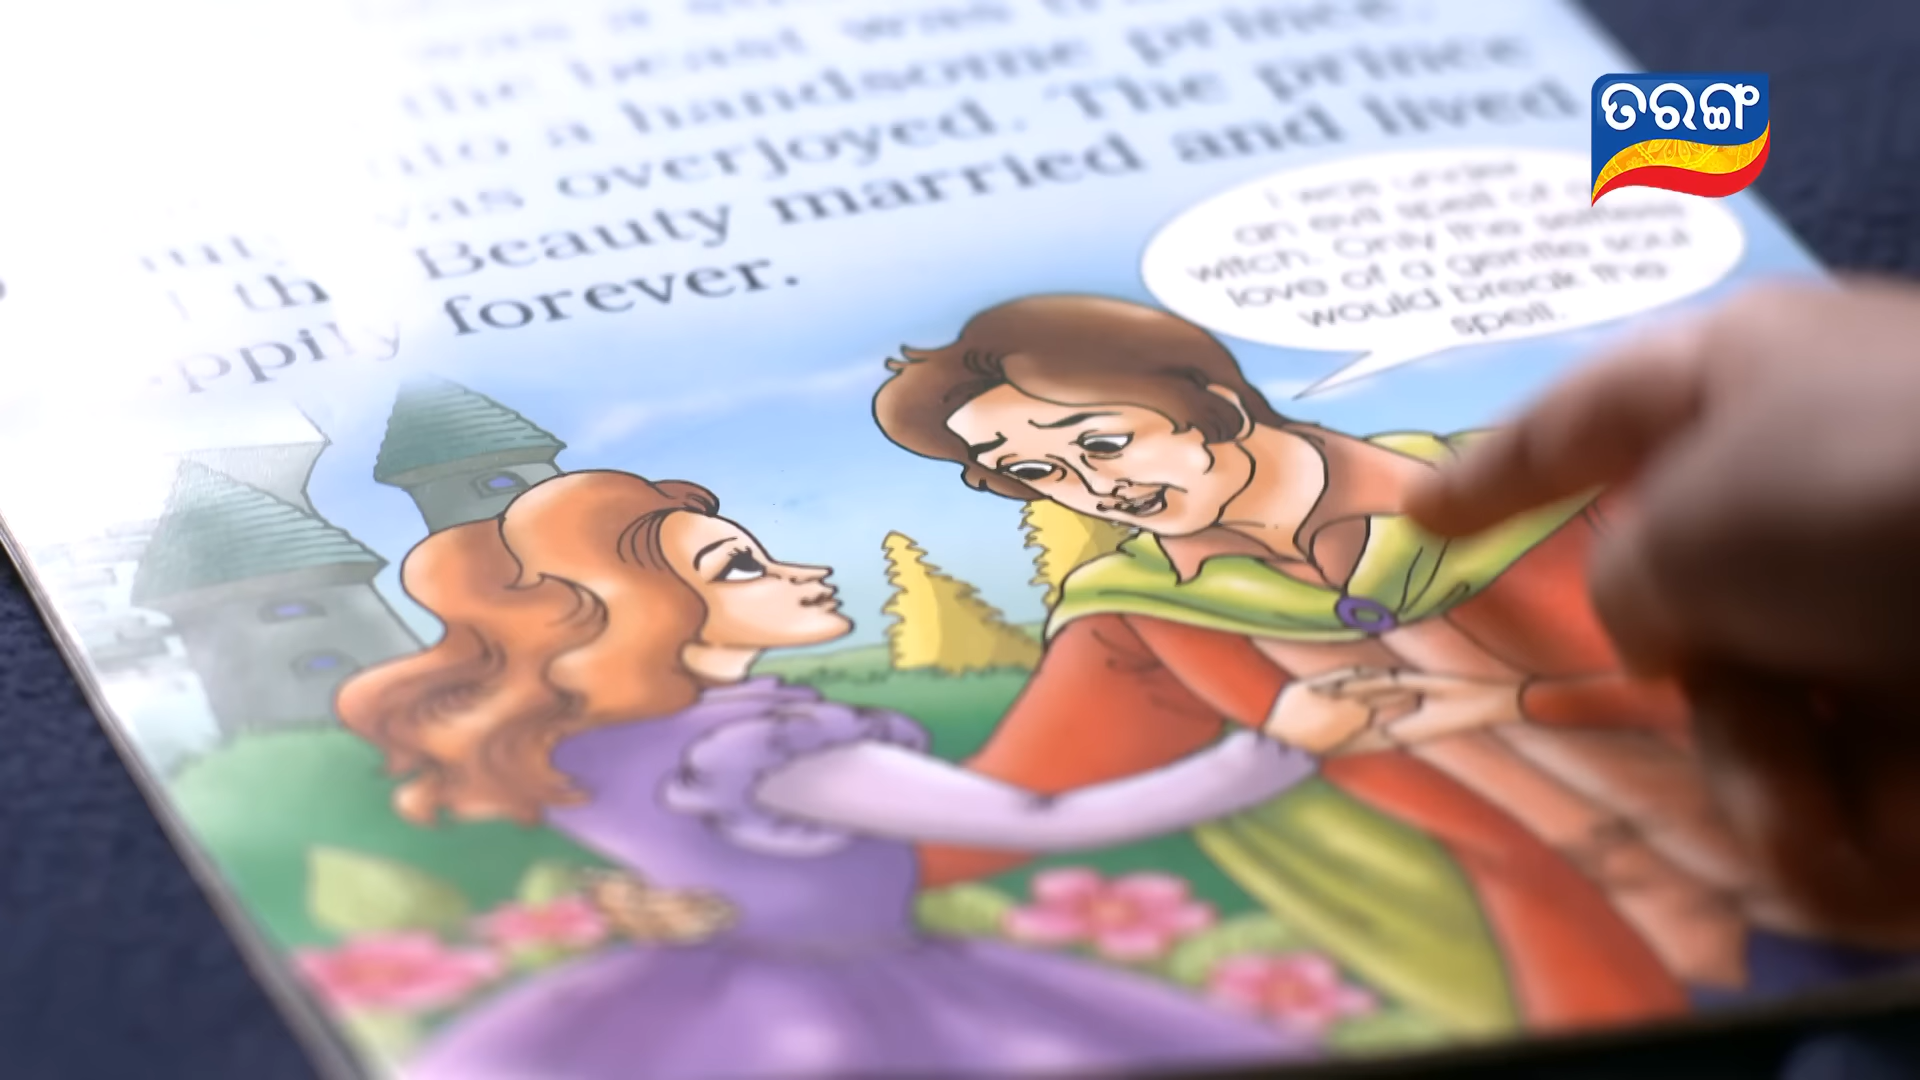 the beast was
into a handsome prince.
was overjoyed. The prince
Beauty married and lived
forever.
ତରଙ୍ଗ
I was under
an evil spell of a
witch. Only the selfless
love of a gentle soul
would break the
spell.